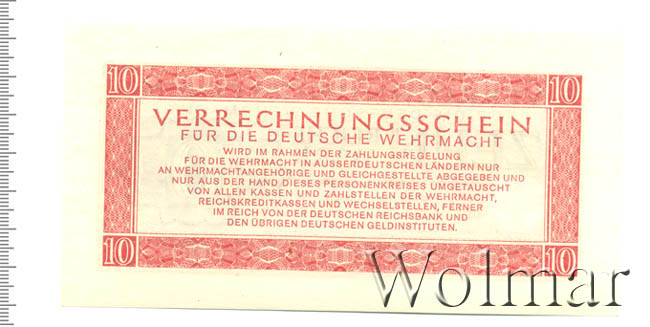 10 10
VERRECHNUNGSSCHEIN
FÜR DIE DEUTSCHE WEHRMACHT
WIRD IM RAHMEN DER ZAHLUNGSREGELUNG
FÜR DIE WEHRMACHT IN AUSSERDEUTSCHEN LÄNDERN NUR
AN WEHRMACHTANGEHÖRIGE UND GLEICHGESTELLTE ABGEGEBEN UND
NUR AUS DER HAND DIESES PERSONENKREISES UMGETAUSCHT
VON ALLEN KASSEN UND ZAHLSTELLEN DER WEHRMACHT,
REICHSKREDITKASSEN UND WECHSELSTELLEN, FERNER
IM REICH VON DER DEUTSCHEN REICHSBANK UND
DEN ÜBRIGEN DEUTSCHEN GELDINSTITUTEN.
10 10
Wolmar